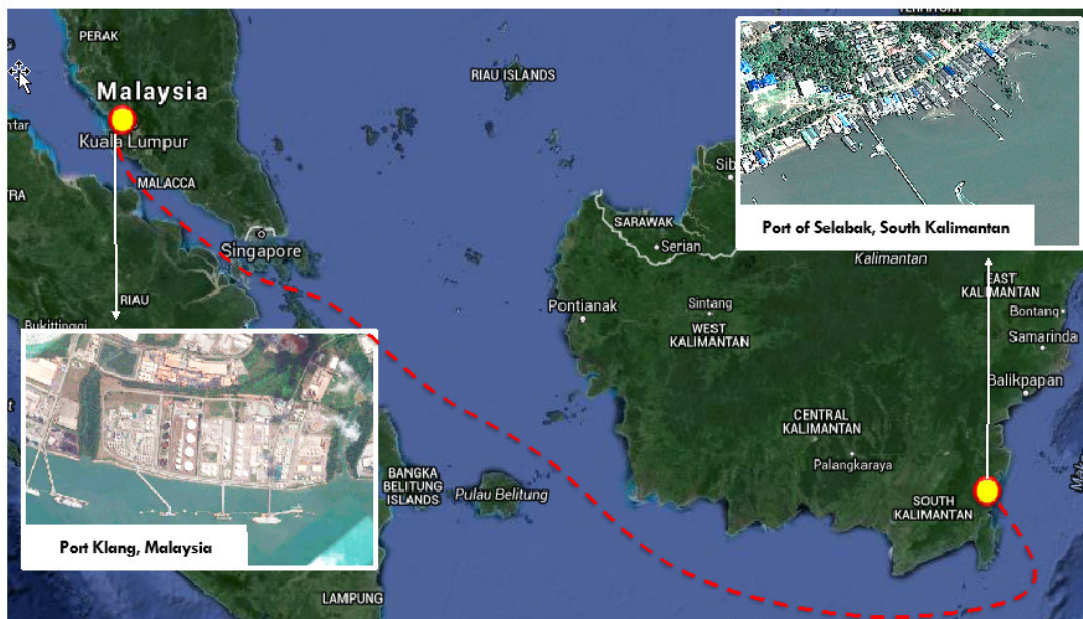 TERRITORY
PERAK
RIAU ISLANDS
Malaysia
Kuala Lumpur
MALACCA
Singapore
RIAU
Bukittinggi
SARAWAK
Serian
Port of Selabak, South Kalimantan
Kalimantan
EAST
KALIMANTAN
Bontang
Samarinda
Balikpapan
Pontianak
Sintang
WEST
KALIMANTAN
CENTRAL
KALIMANTAN
Palangkaraya
SOUTH
KALIMANTAN
BANGKA
BELITUNG
ISLANDS
Pulau Belitung
Port Klang, Malaysia
LAMPUNG